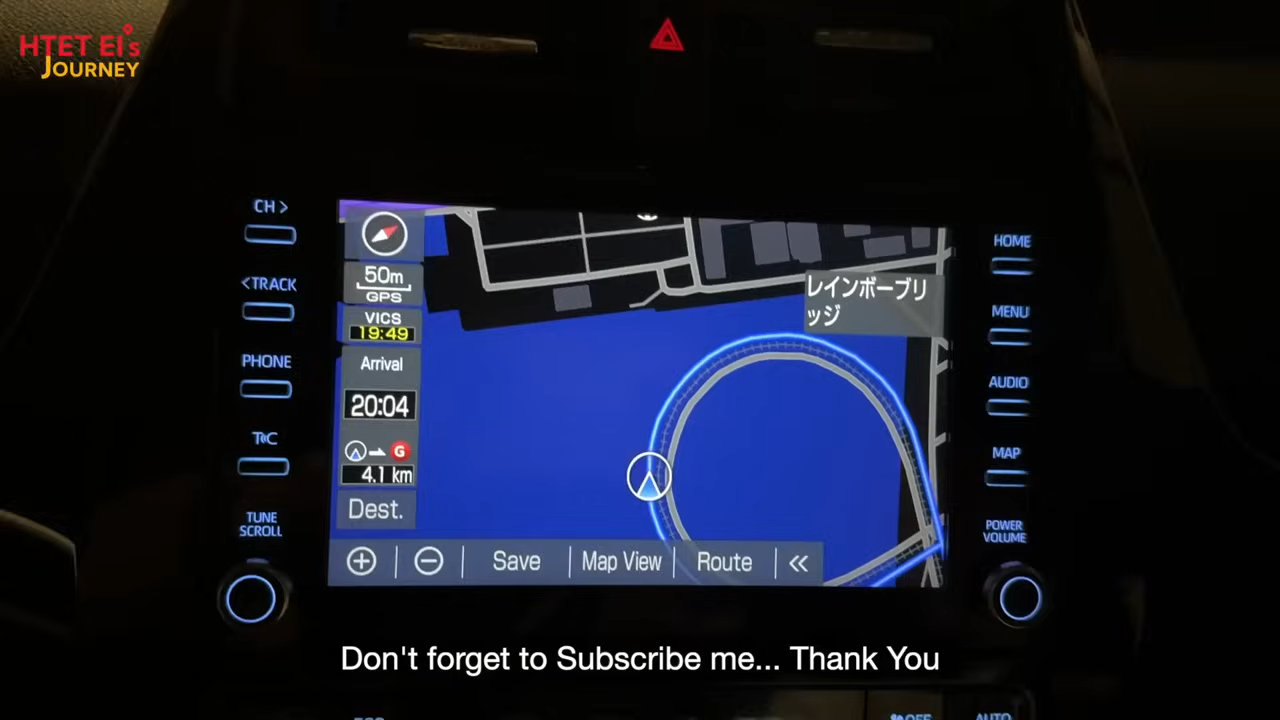 HTET EI's
JOURNEY
CH >
<TRACK
PHONE
TUNE
SCROLL
50m
GPS
VICS
19:49
Arrival
20:04
G
4.1 km
Dest.
レインボーブリ
ッジ
Save
Map View
Route
«
HOME
MENU
AUDIO
MAP
POWER
VOLUME
Don't forget to Subscribe me... Thank You
OFF
AUTO